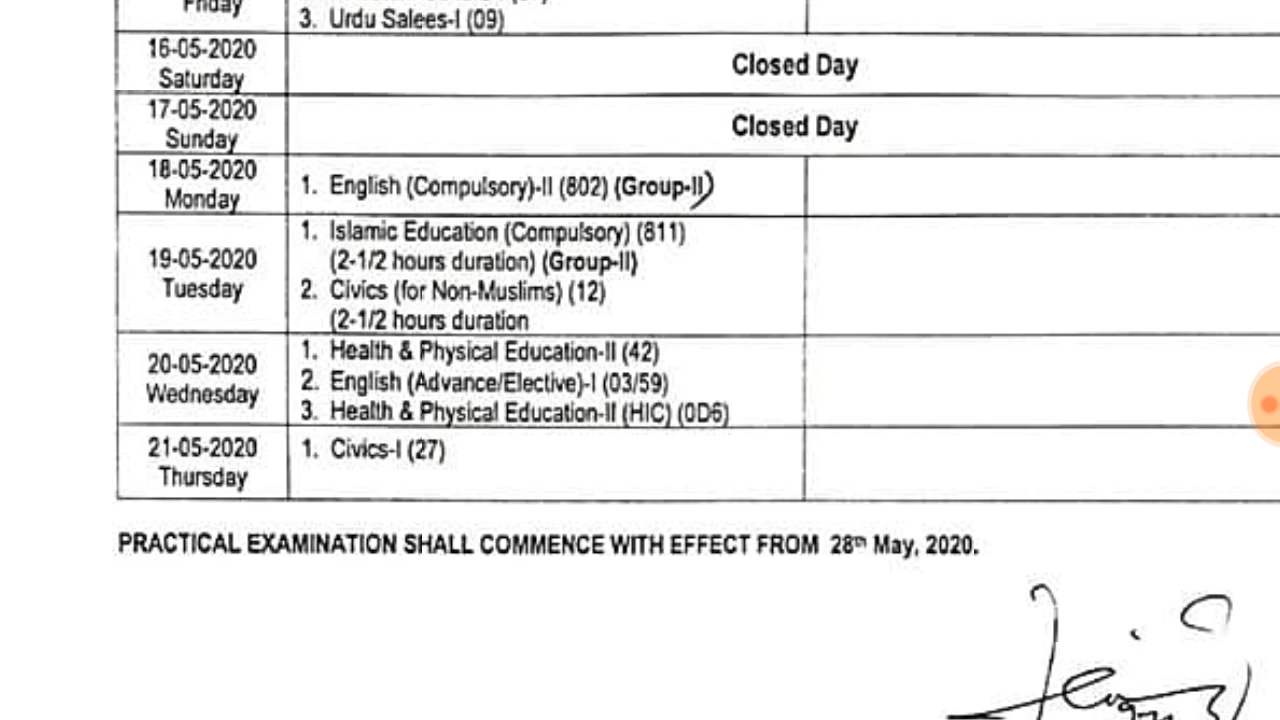 Friday
3. Urdu Salees-I (09)
16-05-2020
Saturday
Closed Day
17-05-2020
Sunday
Closed Day
18-05-2020
Monday
1. English (Compulsory)-II (802) (Group-II)
19-05-2020
Tuesday
1. Islamic Education (Compulsory) (811)
(2-1/2 hours duration) (Group-II)
2. Civics (for Non-Muslims) (12)
(2-1/2 hours duration
20-05-2020
Wednesday
1. Health & Physical Education-II (42)
2. English (Advance/Elective)-I (03/59)
3. Health & Physical Education-II (HIC) (0D6)
21-05-2020
Thursday
1. Civics-I (27)
PRACTICAL EXAMINATION SHALL COMMENCE WITH EFFECT FROM 28th May, 2020.